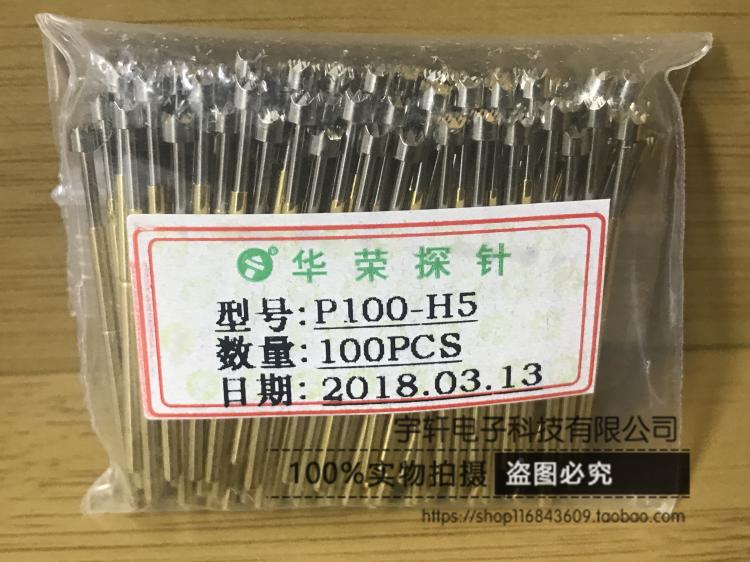 华荣探针
型号:P100-H5
数量:100PCS
日期:2018.03.13
宇轩电子科技有限公司
100%实物拍摄 盗图必究
https://shop116843609.taobao.com